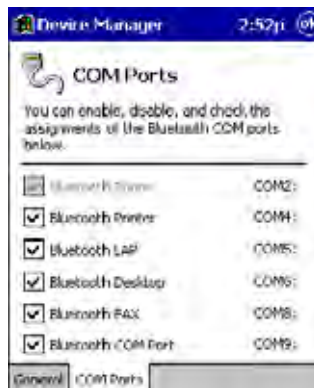 Device Manager 2:52p ok
COM Ports
You can enable, disable, and check the
assignments of the Bluetooth COM ports
below.
Bluetooth COM2:
Bluetooth Printer COM4:
Bluetooth LAP COM5:
Bluetooth Desktop COM6:
Bluetooth FAX COM8:
Bluetooth COM Port COM9:
General COM Ports